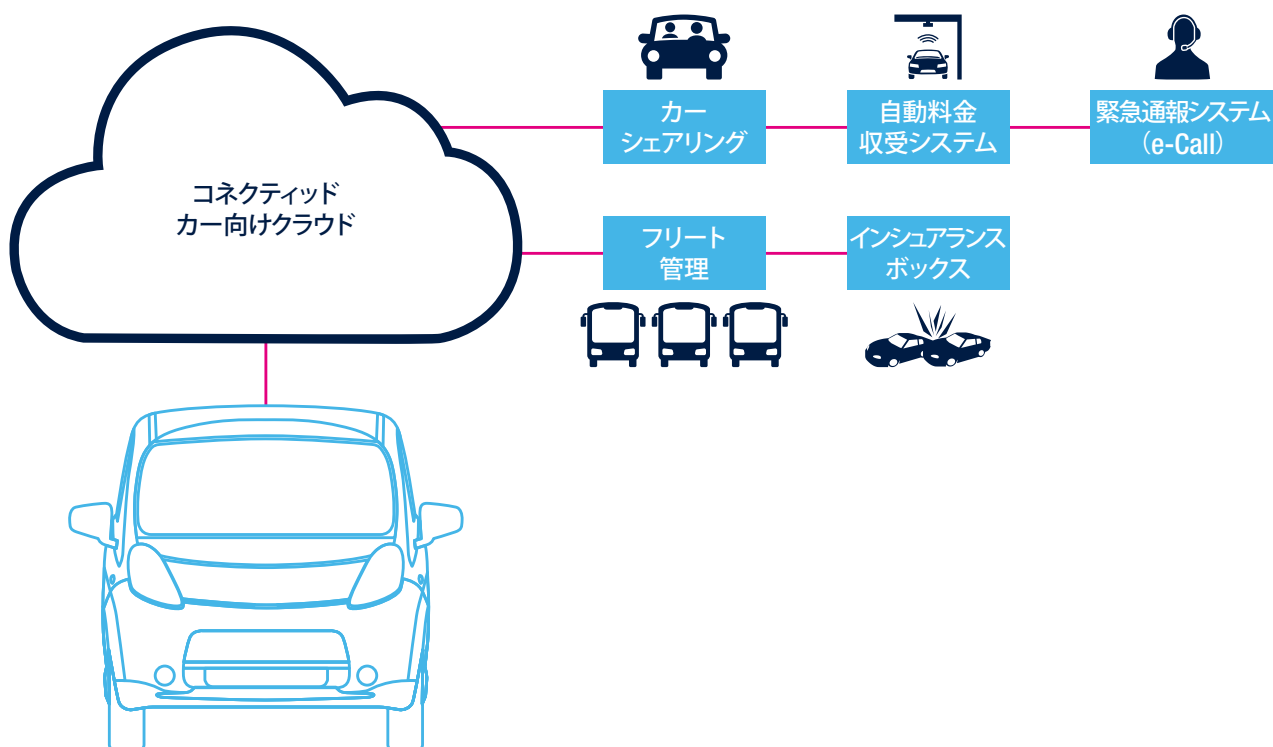 コネクティッド
カー向けクラウド
カー
シェアリング
自動料金
収受システム
緊急通報システム
（e-Call）
フリート
管理
インシュアランス
ボックス